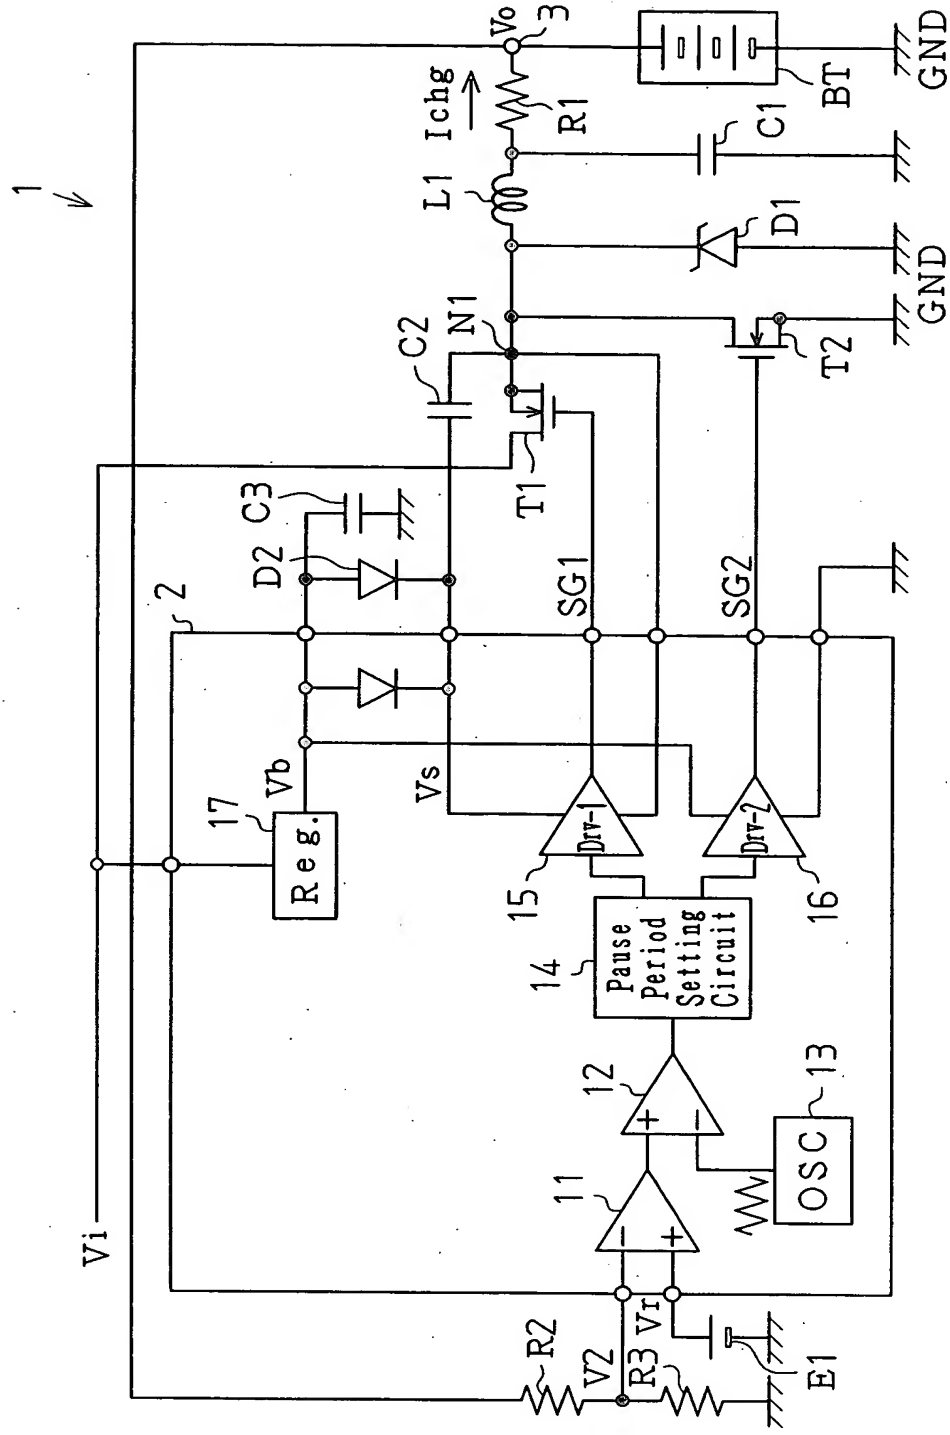 1
Vi
Vo
3
Ichg
R1
L1
C1
D1
BT
GND
GND
N1
C2
T1
T2
C3
D2
2
SG1
SG2
Vb
Vs
17
Reg.
15
Drv-1
Drv-2
16
14
Pause
Period
Setting
Circuit
12
+
−
13
OSC
11
−
+
R2
V2
Vr
R3
E1